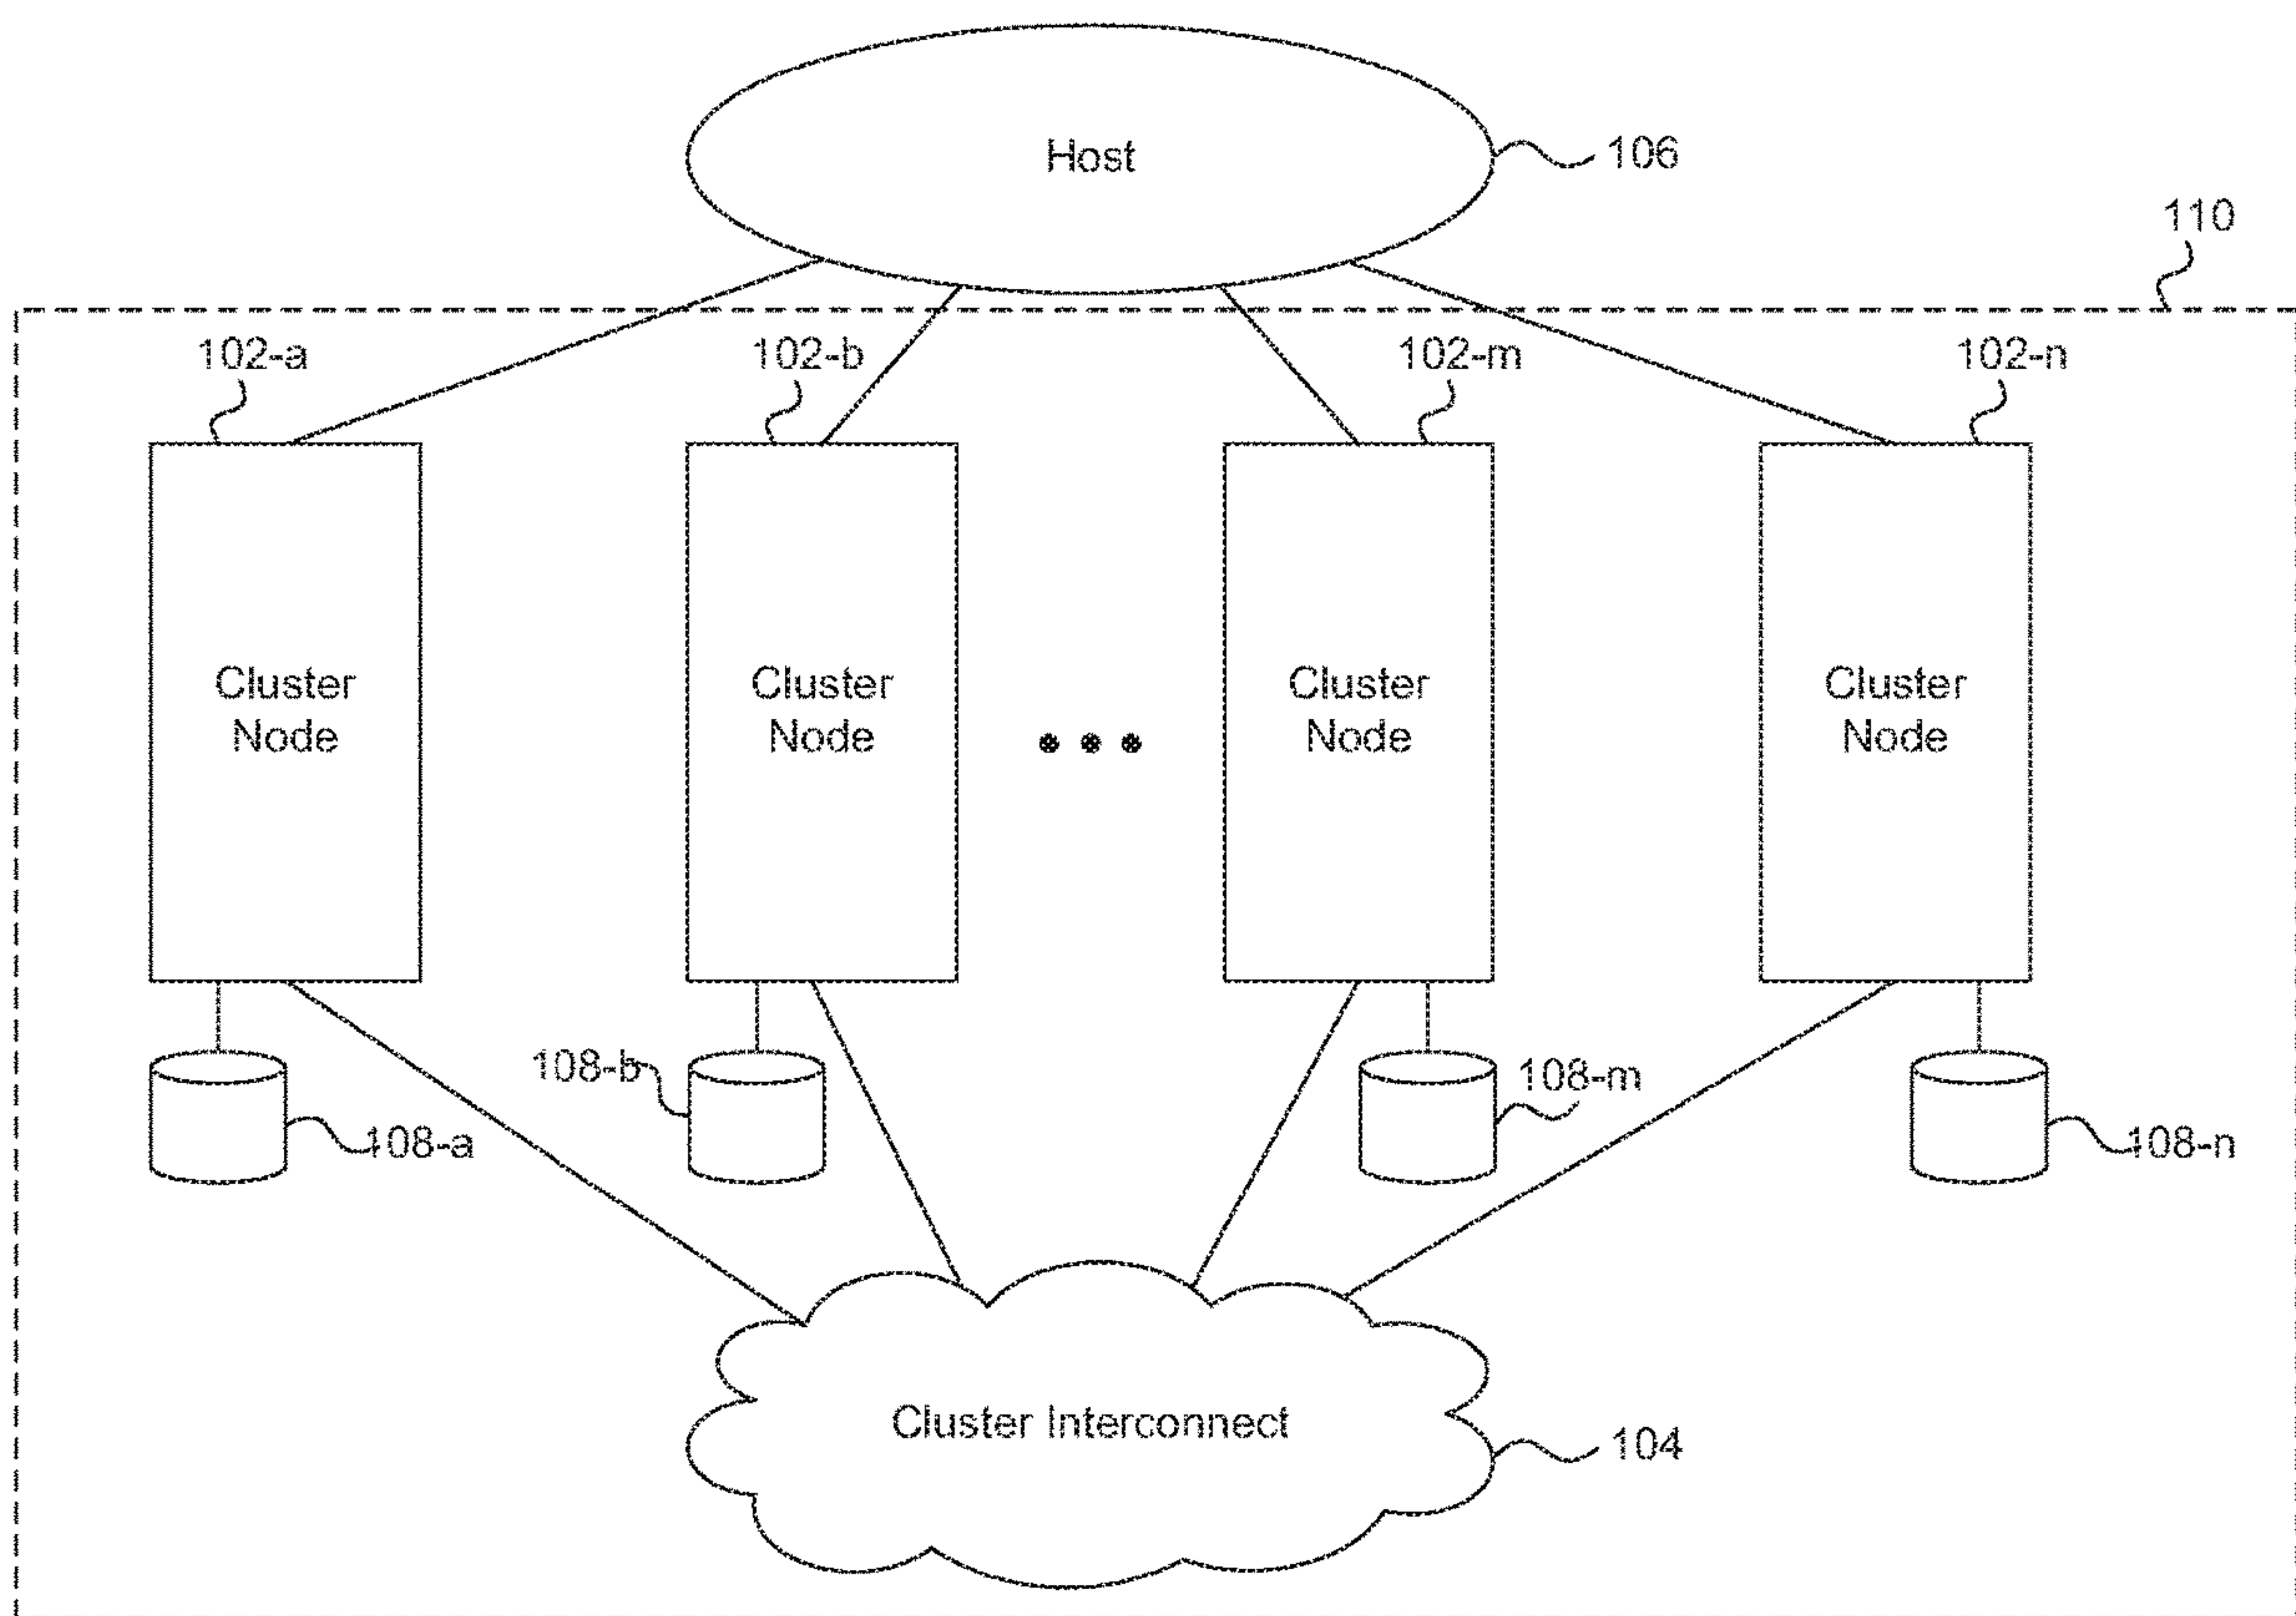 Host
106
110
102-a
102-b
102-m
102-n
Cluster
Node
Cluster
Node
Cluster
Node
Cluster
Node
108-a
108-b
108-m
108-n
Cluster Interconnect
104